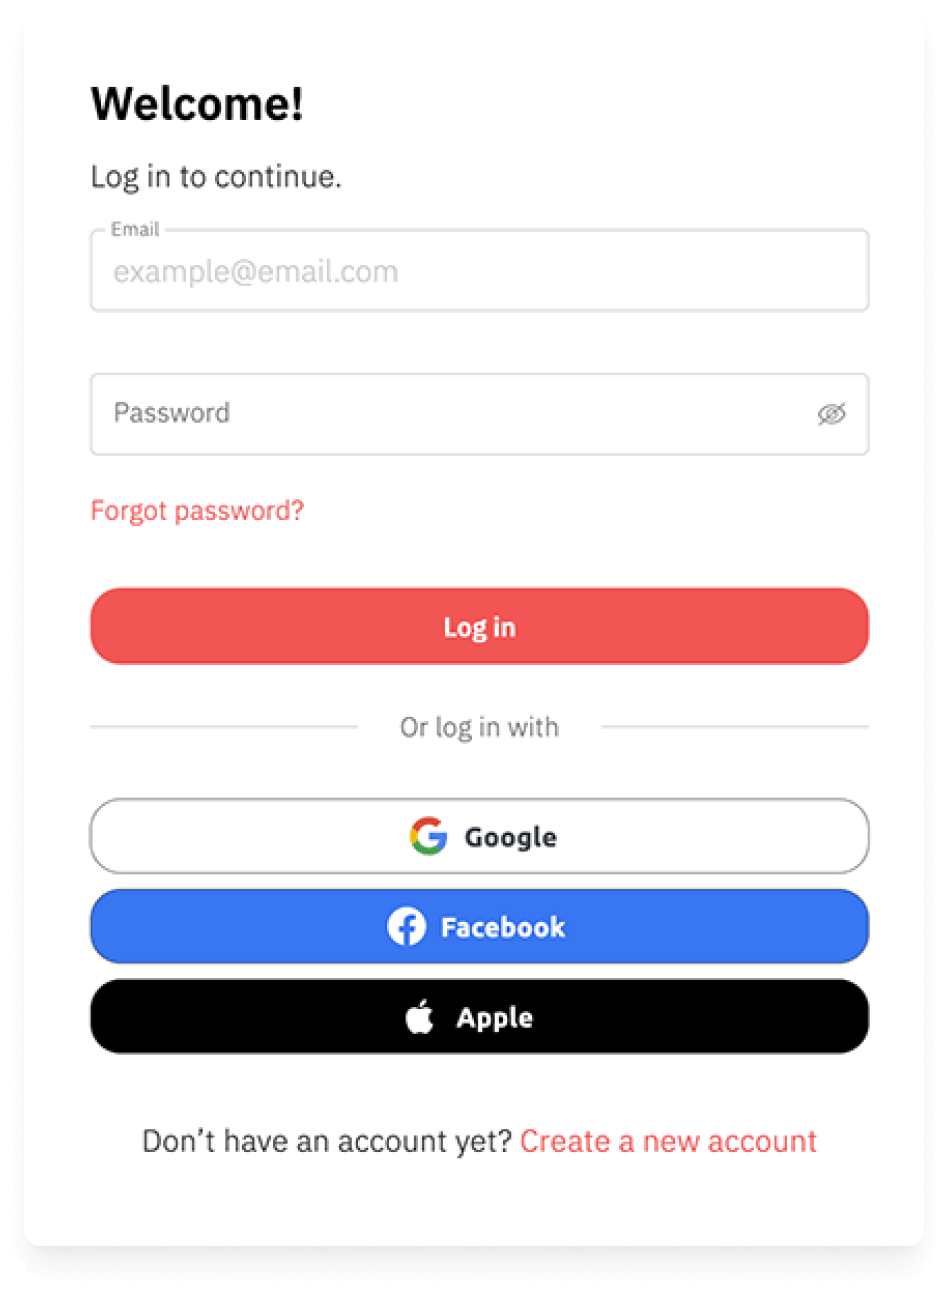 Welcome!
Log in to continue.
Email
example@email.com
Password
Forgot password?
Log in
Or log in with
Google
Facebook
Apple
Don’t have an account yet? Create a new account